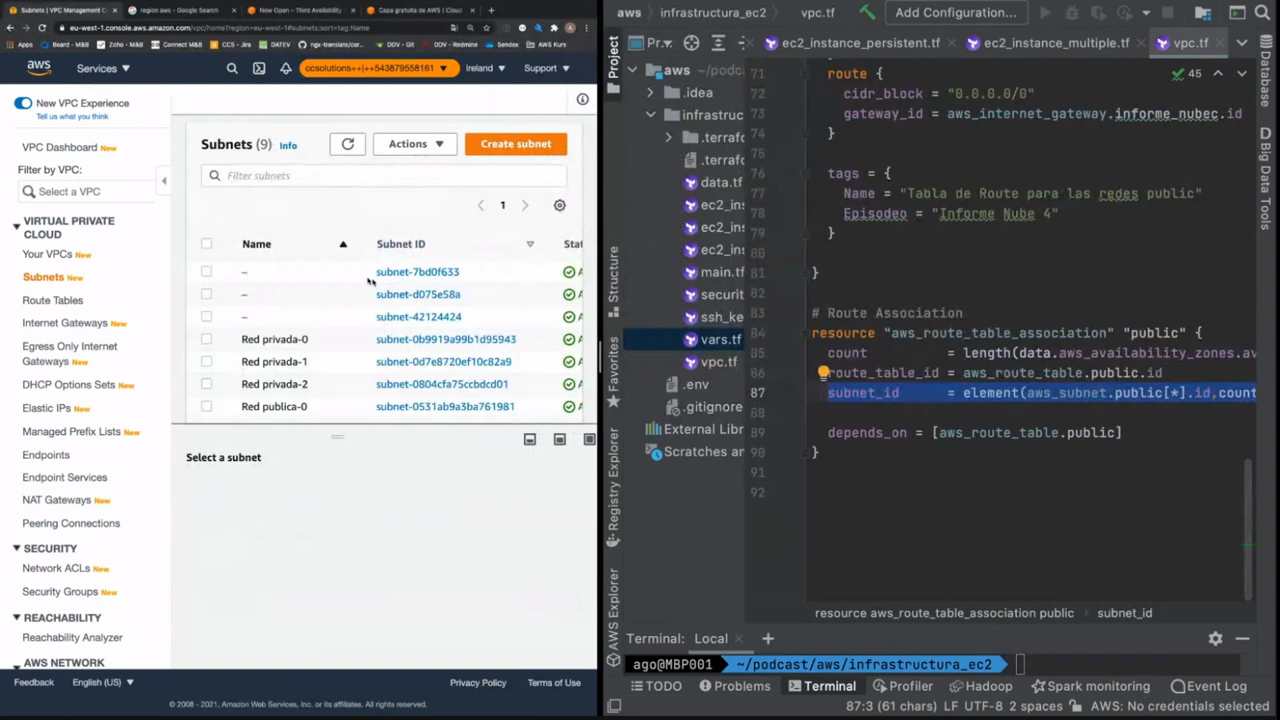 Subnets | VPC Management C
region aws - Google Search
Now Open – Third Availability
Capa gratuita de AWS | Cloud
eu-west-1.console.aws.amazon.com/vpc/home?region=eu-west-1#subnets:sort=tag:Name
Apps
Board - M&B
Zoho - M&B
Connect M&B
CCS - Jira
DATEV
ngx-translate/cor...
DOV - Git
DOV - Redmine
AWS Kurs
aws
Services
ccsolutions++|++543879558161
Ireland
Support
New VPC Experience
Tell us what you think
VPC Dashboard New
Filter by VPC:
Select a VPC
VIRTUAL PRIVATE
CLOUD
Your VPCs New
Subnets New
Route Tables
Internet Gateways New
Egress Only Internet
Gateways New
DHCP Options Sets New
Elastic IPs New
Managed Prefix Lists New
Endpoints
Endpoint Services
NAT Gateways New
Peering Connections
SECURITY
Network ACLs New
Security Groups New
REACHABILITY
Reachability Analyzer
AWS NETWORK
Subnets (9) Info
Actions
Create subnet
Filter subnets
1
Name
Subnet ID
Stat
– subnet-7bd0f633
– subnet-d075e58a
– subnet-42124424
Red privada-0 subnet-0b9919a99b1d95943
Red privada-1 subnet-0d7e8720ef10c82a9
Red privada-2 subnet-0804cfa75ccbdcd01
Red publica-0 subnet-0531ab9a3ba761981
Select a subnet
Feedback
English (US)
Privacy Policy
Terms of Use
© 2008 - 2021, Amazon Web Services, Inc. or its affiliates. All rights reserved.
aws
infrastructura_ec2
vpc.tf
Add Configuration...
Pr..
ec2_instance_persistent.tf
ec2_instance_multiple.tf
vpc.tf
Project
Structure
Favorites
Registry Explorer
AWS Explorer
aws ~/podc
.idea
infrastruc
.terrafo
.terrafo
data.tf
ec2_ins
ec2_ins
ec2_ins
main.tf
securit
ssh_ke
vars.tf
vpc.tf
.env
.gitignore
External Libr
Scratches ar
45
71
72 route {
cidr_block = "0.0.0.0/0"
73 gateway_id = aws_internet_gateway.informe_nubec.id
74 }
75
76 tags = {
77 Name = "Tabla de Route para las redes public"
78 Episodeo = "Informe Nube 4"
79 }
80
81 }
82
83 # Route Association
84 resource "aws_route_table_association" "public" {
85 count = length(data.aws_availability_zones.av
86 route_table_id = aws_route_table.public.id
87 subnet_id = element(aws_subnet.public[*].id,count
88
89 depends_on = [aws_route_table.public]
90 }
91
92
resource aws_route_table_association public
subnet_id
Database
Big Data Tools
Terminal:
Local
ago@MBP001
~/podcast/aws/infrastructura_ec2
TODO
Problems
Terminal
Profiler
Hadoop
Spark monitoring
Event Log
87:3 (61 chars)
LF
UTF-8
2 spaces
AWS: No credentials selected